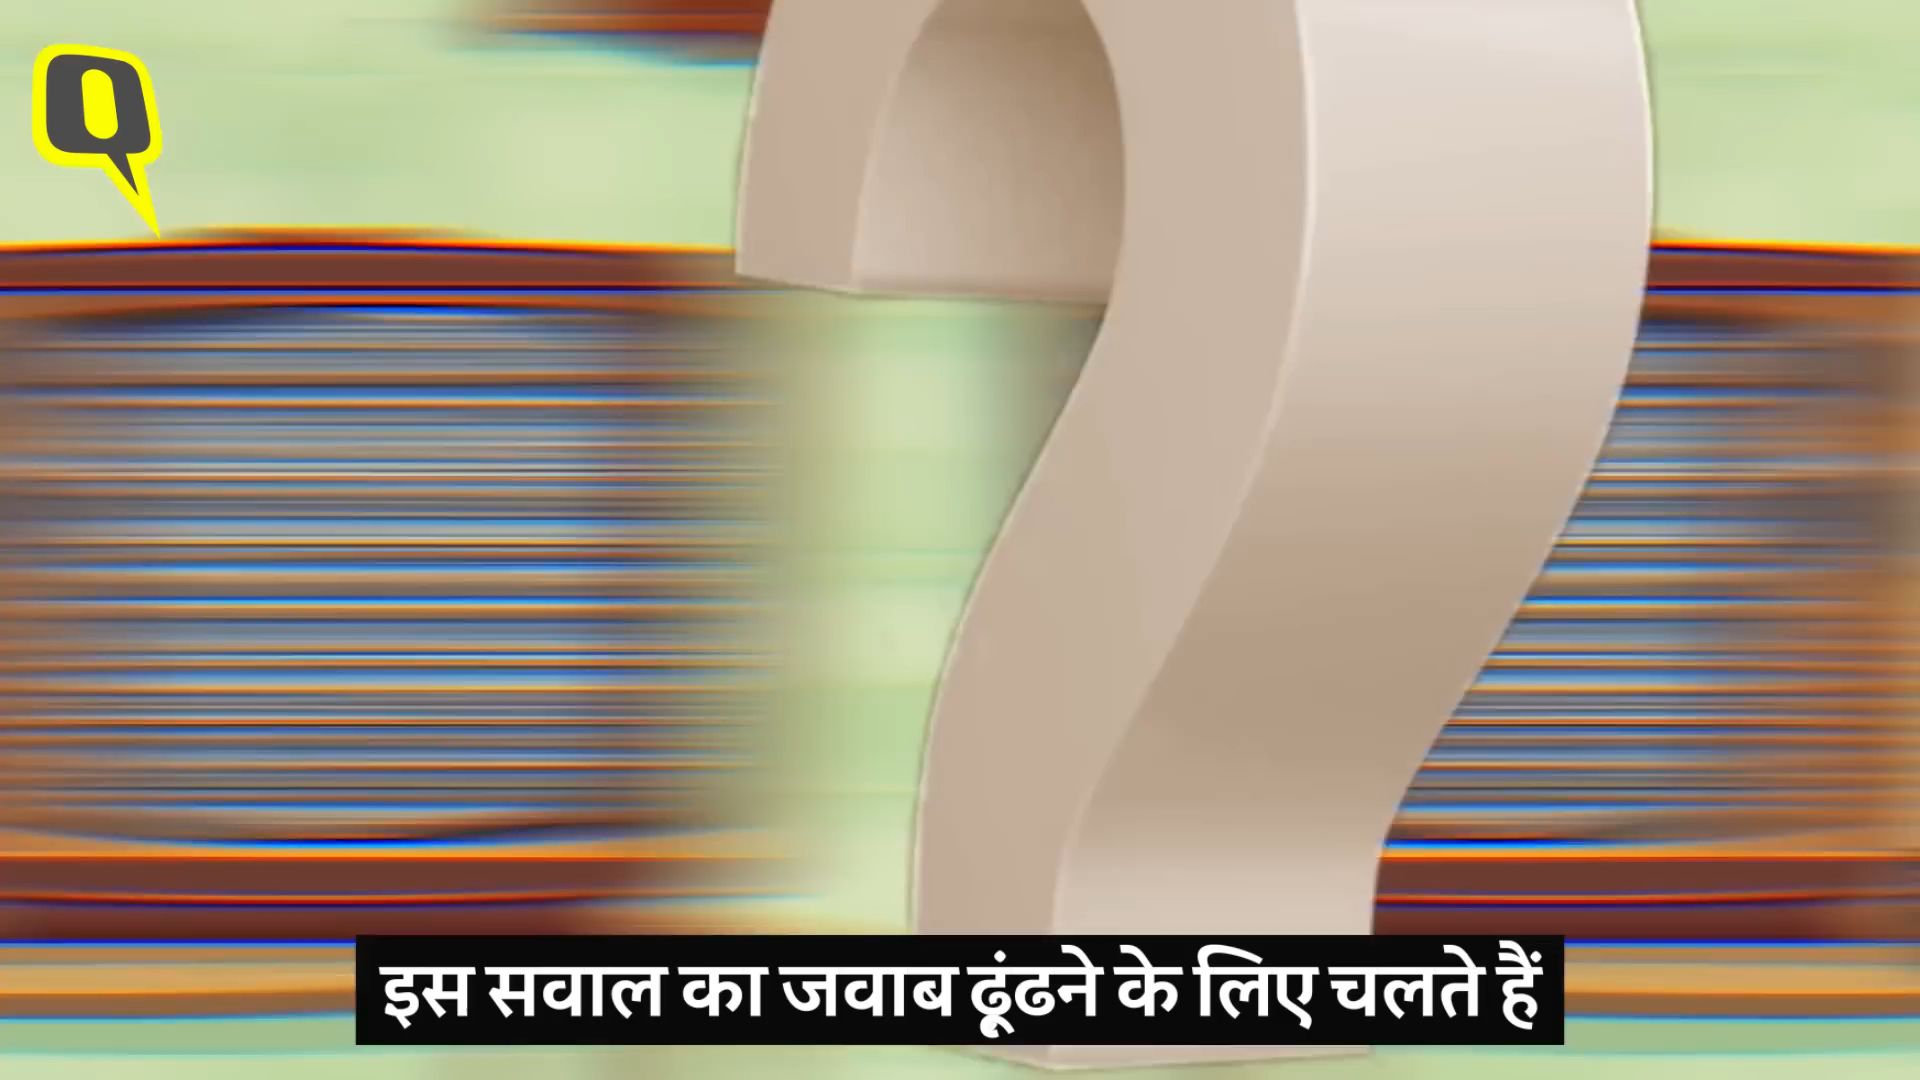 इस सवाल का जवाब ढूंढने के लिए चलते हैं